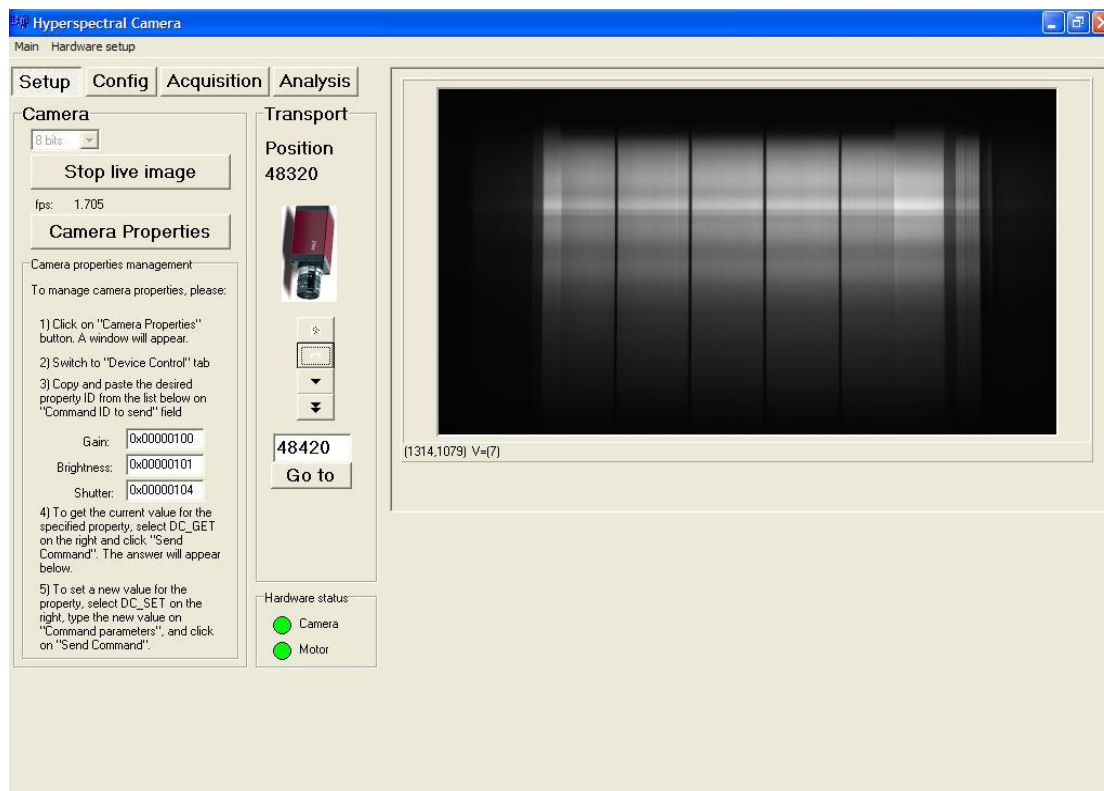 Hyperspectral Camera
Main Hardware setup
Setup Config Acquisition Analysis
Camera
8 bits
Stop live image
fps: 1.705
Camera Properties
Camera properties management
To manage camera properties, please:
1) Click on "Camera Properties"
button. A window will appear.
2) Switch to "Device Control" tab
3) Copy and paste the desired
property ID from the list below on
"Command ID to send" field
Gain: 0x00000100
Brightness: 0x00000101
Shutter: 0x00000104
4) To get the current value for the
specified property, select DC_GET
on the right and click "Send
Command". The answer will appear
below.
5) To set a new value for the
property, select DC_SET on the
right, type the new value on
"Command parameters", and click
on "Send Command".
Transport
Position
48320
48420
Go to
Hardware status
Camera
Motor
(1314,1079) V=(7)